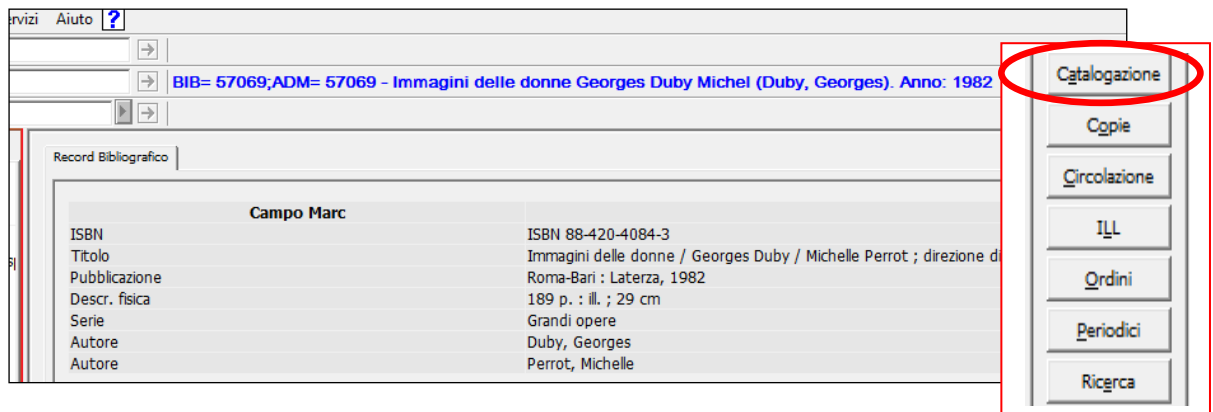 rvizi Aiuto ?
BIB= 57069;ADM= 57069 - Immagini delle donne Georges Duby Michel (Duby, Georges). Anno: 1982
Record Bibliografico
Campo Marc
ISBN ISBN 88-420-4084-3
Titolo Immagini delle donne / Georges Duby / Michelle Perrot ; direzione di
Pubblicazione Roma-Bari : Laterza, 1982
Descr. fisica 189 p. : ill. ; 29 cm
Serie Grandi opere
Autore Duby, Georges
Autore Perrot, Michelle
Catalogazione
Copie
Circolazione
ILL
Ordini
Periodici
Ricerca